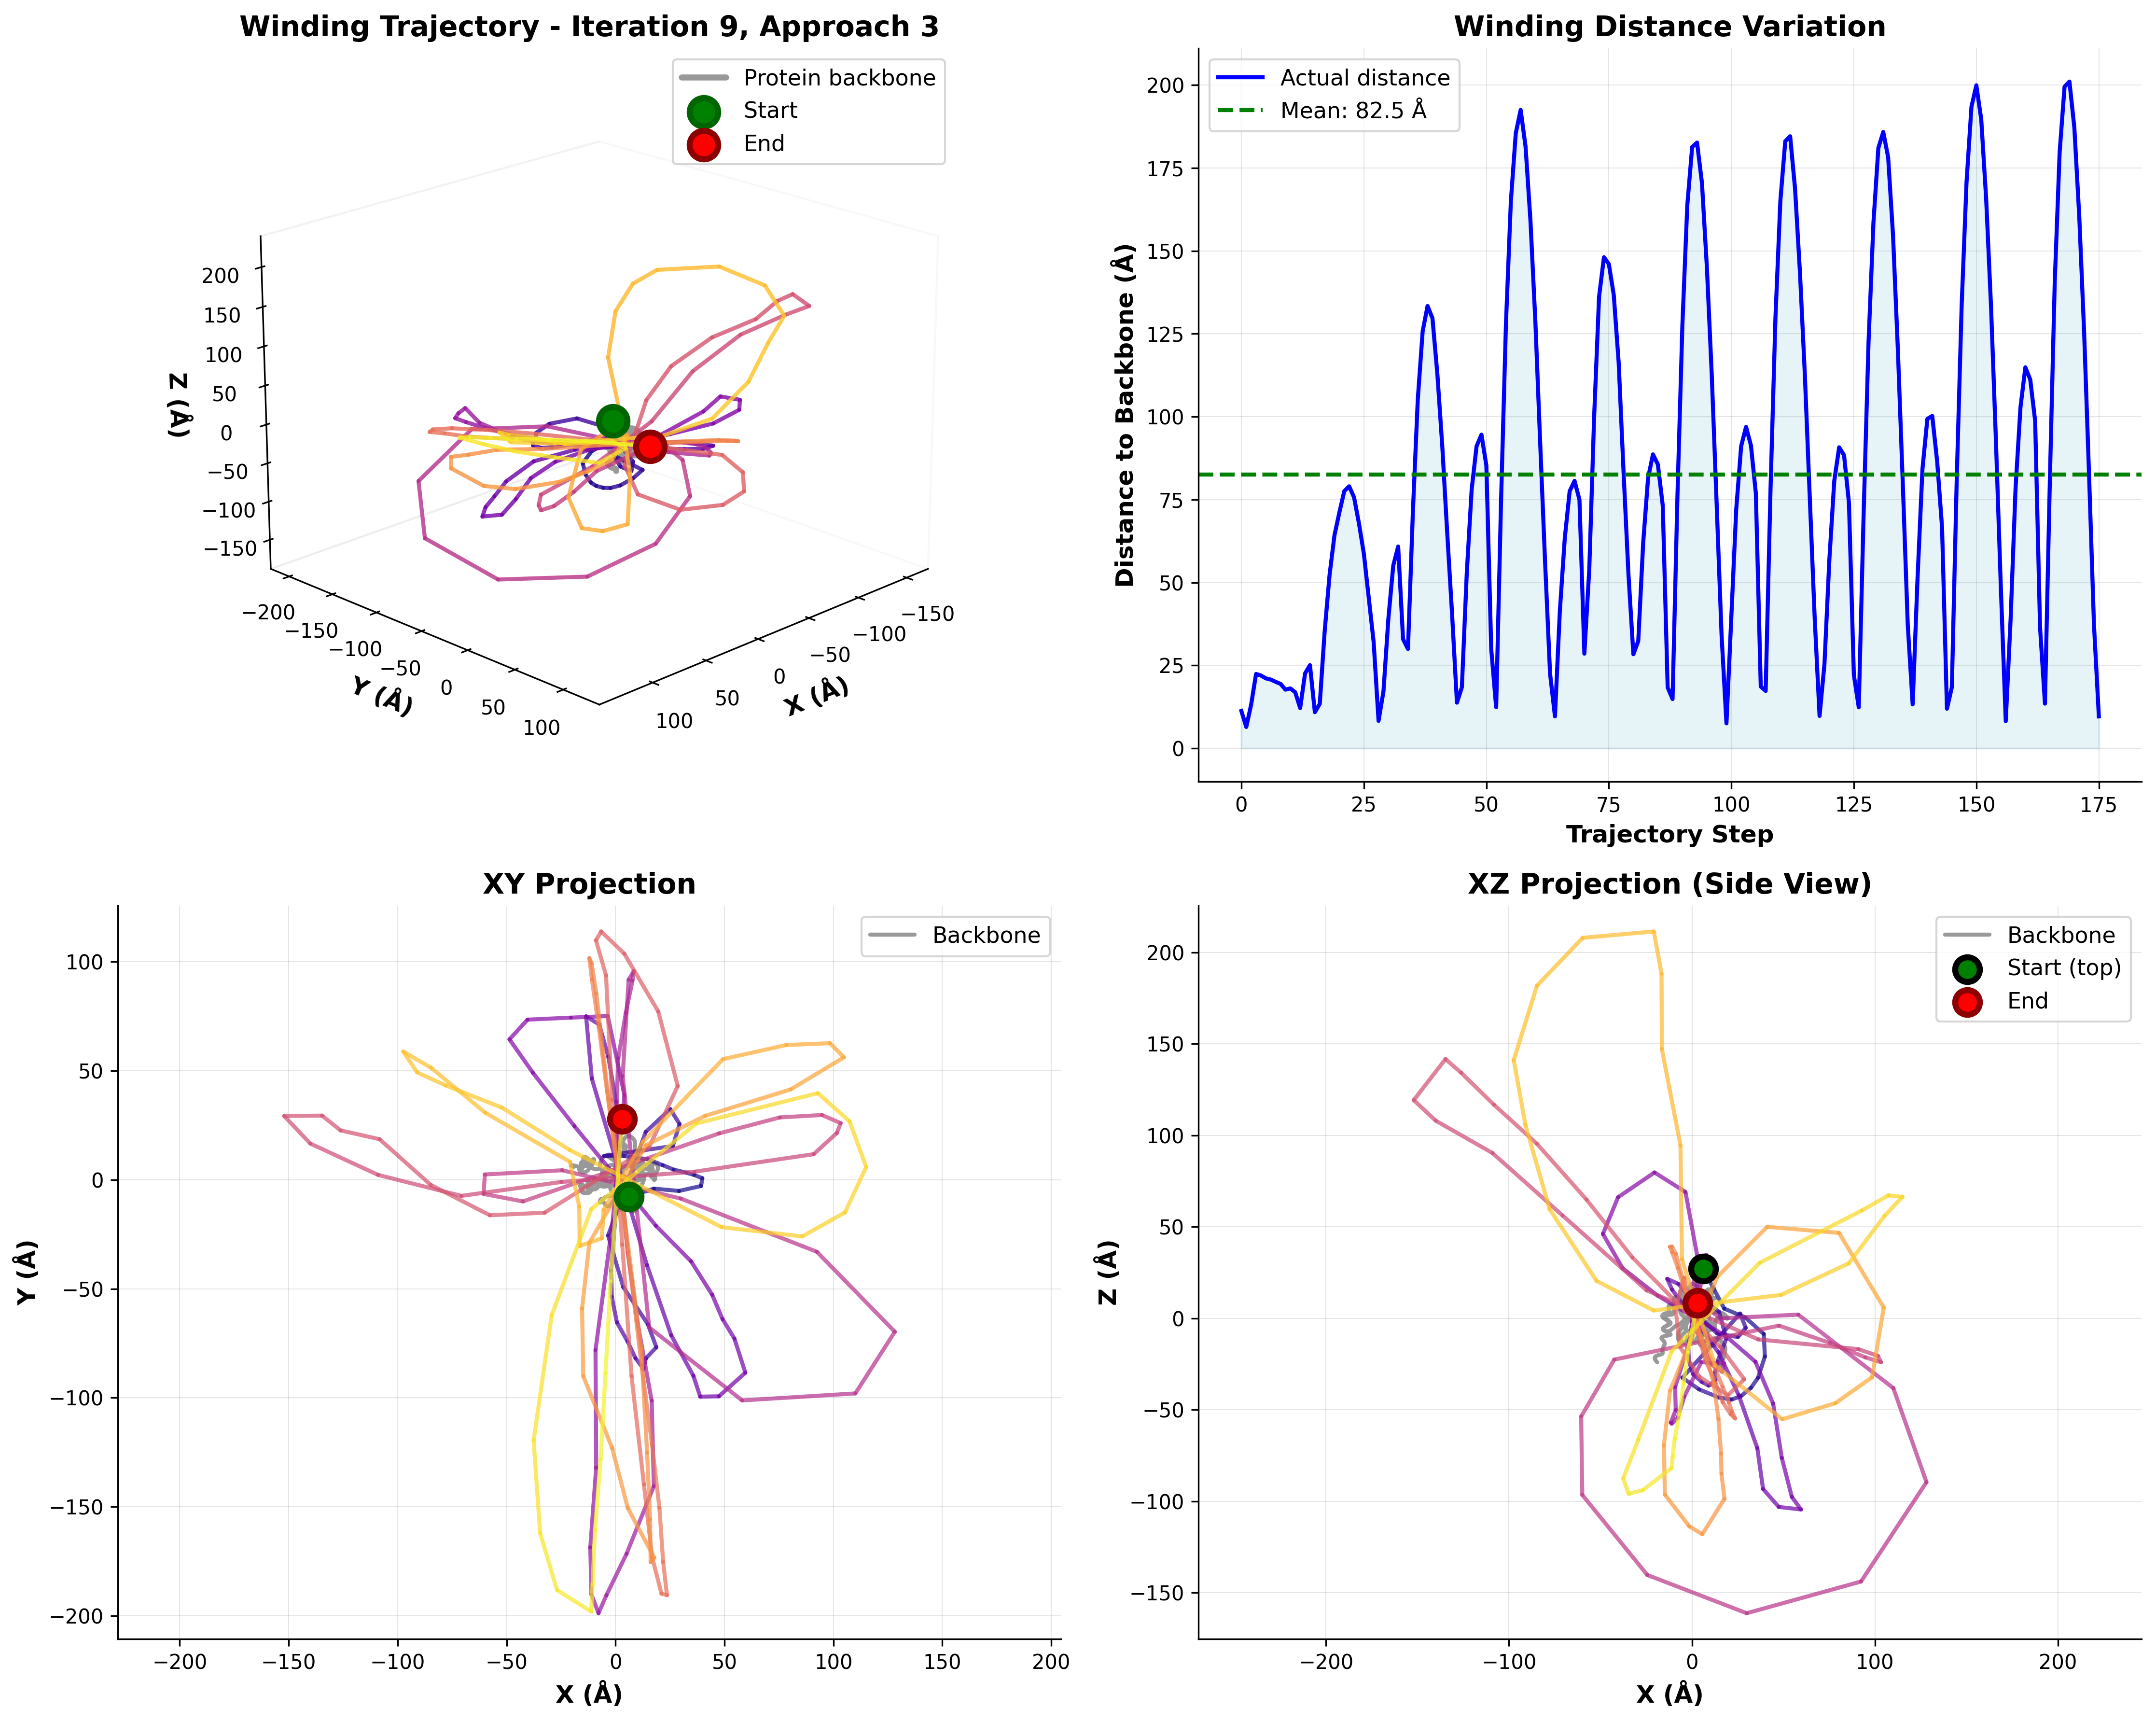 Winding Trajectory - Iteration 9, Approach 3
Protein backbone
Start
End
200
150
100
50
0
−50
−100
−150
Z (Å)
−200
−150
−100
−50
0
50
100
Y (Å)
100
50
0
−50
−100
−150
X (Å)
Winding Distance Variation
Actual distance
Mean: 82.5 Å
200
175
150
125
100
75
50
25
0
Distance to Backbone (Å)
0 25 50 75 100 125 150 175
Trajectory Step
XY Projection
Backbone
100
50
0
−50
−100
−150
−200
Y (Å)
−200 −150 −100 −50 0 50 100 150 200
X (Å)
XZ Projection (Side View)
Backbone
Start (top)
End
200
150
100
50
0
−50
−100
−150
Z (Å)
−200 −100 0 100 200
X (Å)